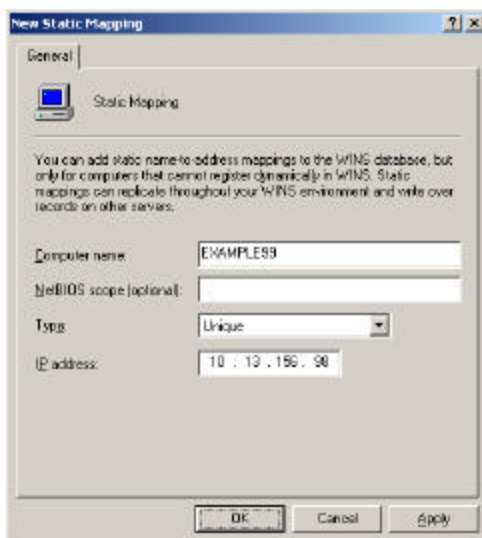 New Static Mapping
General
Static Mapping
You can add static name-to-address mappings to the WINS database, but
only for computers that cannot register dynamically in WINS. Static
mappings can replicate throughout your WINS environment and write over
records on other servers.
Computer name: EXAMPLE99
NetBIOS scope (optional):
Type: Unique
IP address: 10 . 13 . 156 . 98
OK Cancel Apply